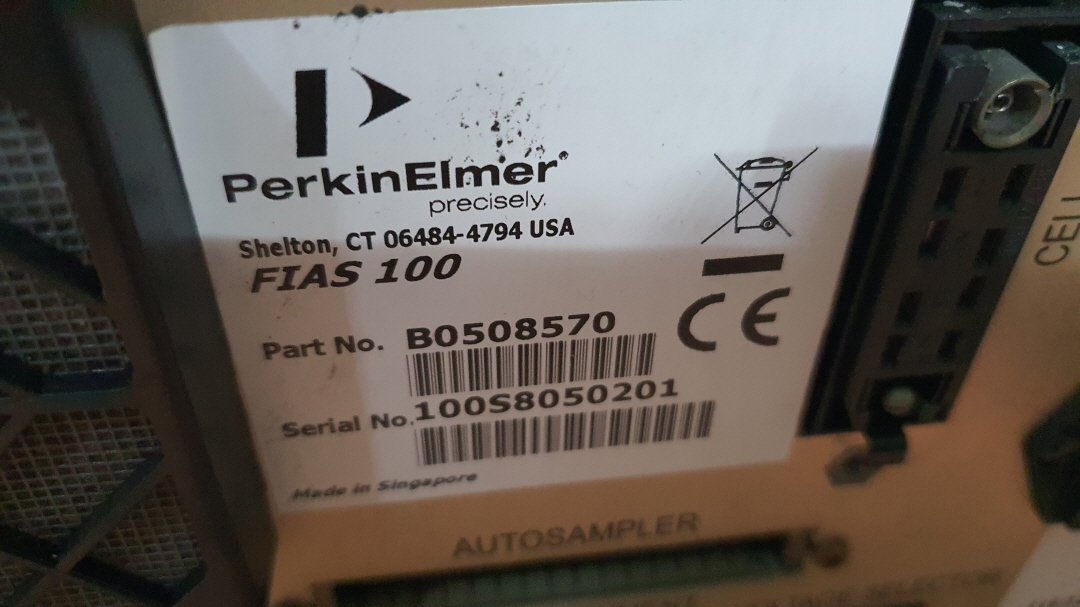 PerkinElmer®
precisely.
Shelton, CT 06484-4794 USA
FIAS 100
Part No. B0508570
CE
Serial No. 100S8050201
Made in Singapore
CELL
AUTOSAMPLER